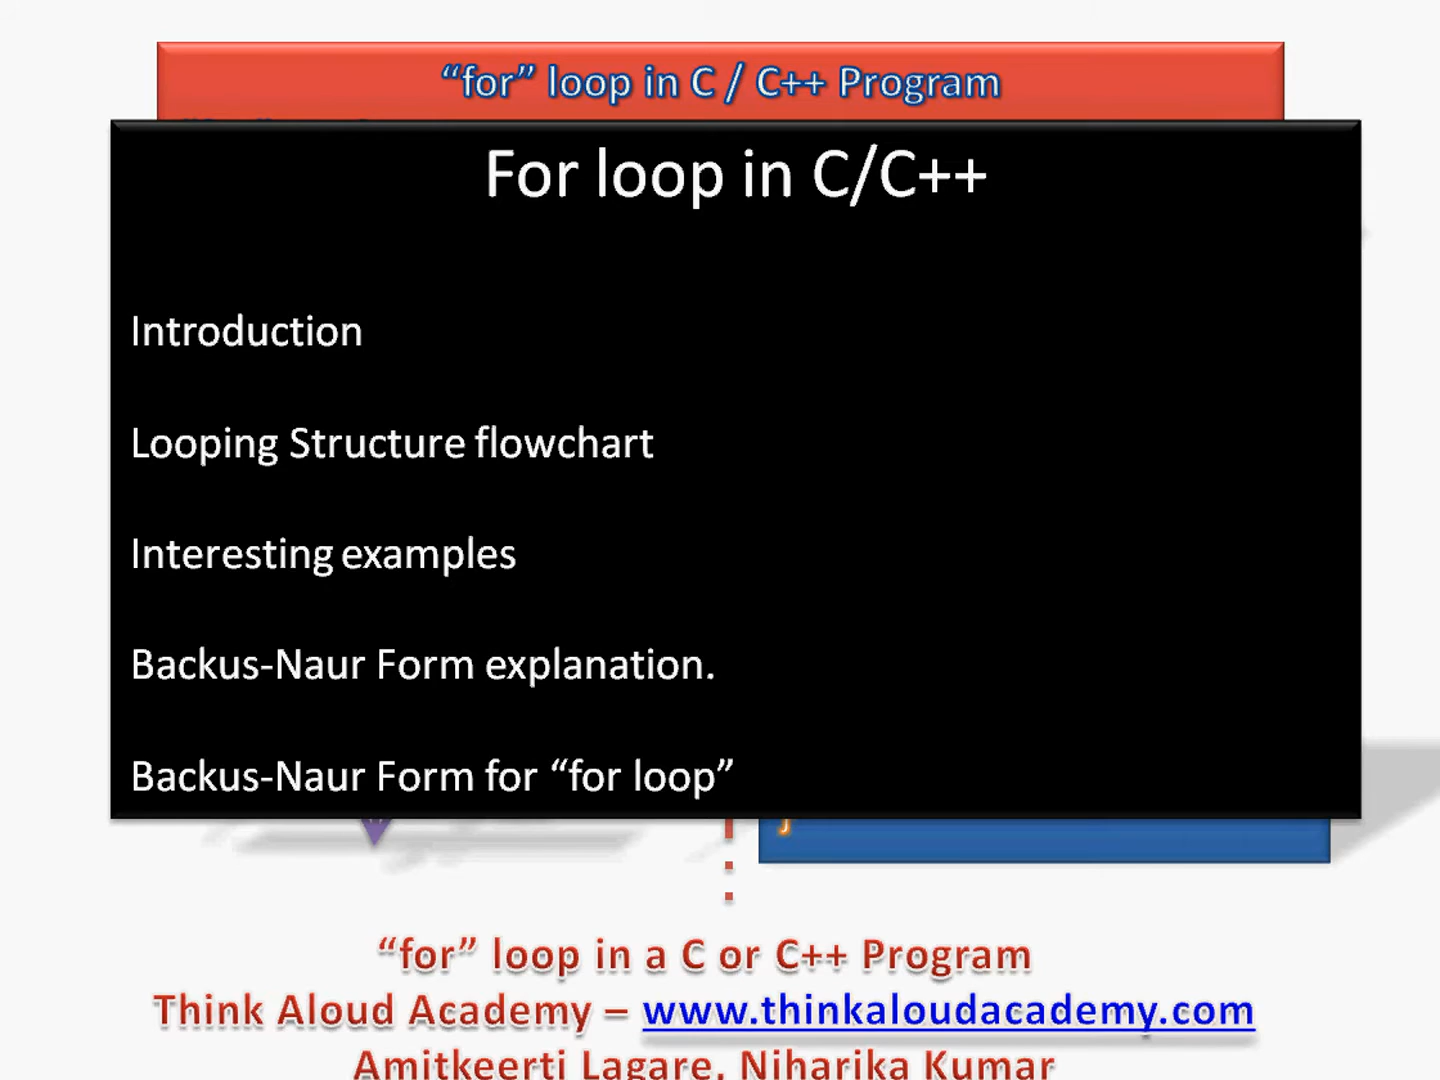 “for” loop in C / C++ Program
For loop in C/C++
Introduction
Looping Structure flowchart
Interesting examples
Backus-Naur Form explanation.
Backus-Naur Form for “for loop”
}
“for” loop in a C or C++ Program
Think Aloud Academy – www.thinkaloudacademy.com
Amitkeerti Lagare, Niharika Kumar